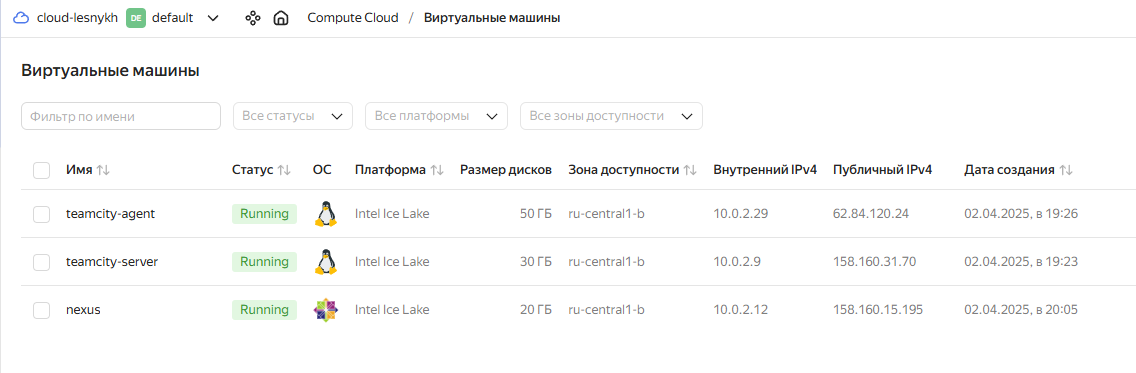 cloud-lesnykh DE default Compute Cloud / Виртуальные машины
Виртуальные машины
Фильтр по имени Все статусы Все платформы Все зоны доступности
Имя Статус ОС Платформа Размер дисков Зона доступности Внутренний IPv4 Публичный IPv4 Дата создания
teamcity-agent Running Intel Ice Lake 50 ГБ ru-central1-b 10.0.2.29 62.84.120.24 02.04.2025, в 19:26
teamcity-server Running Intel Ice Lake 30 ГБ ru-central1-b 10.0.2.9 158.160.31.70 02.04.2025, в 19:23
nexus Running Intel Ice Lake 20 ГБ ru-central1-b 10.0.2.12 158.160.15.195 02.04.2025, в 20:05